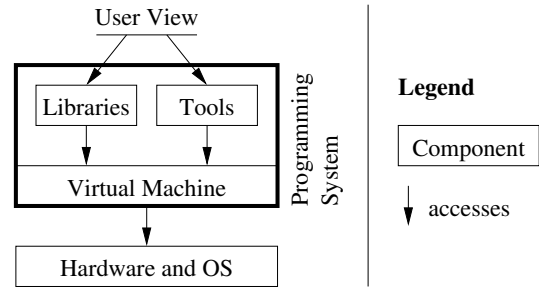 User View
Libraries
Tools
Virtual Machine
Hardware and OS
Programming
System
Legend
Component
accesses